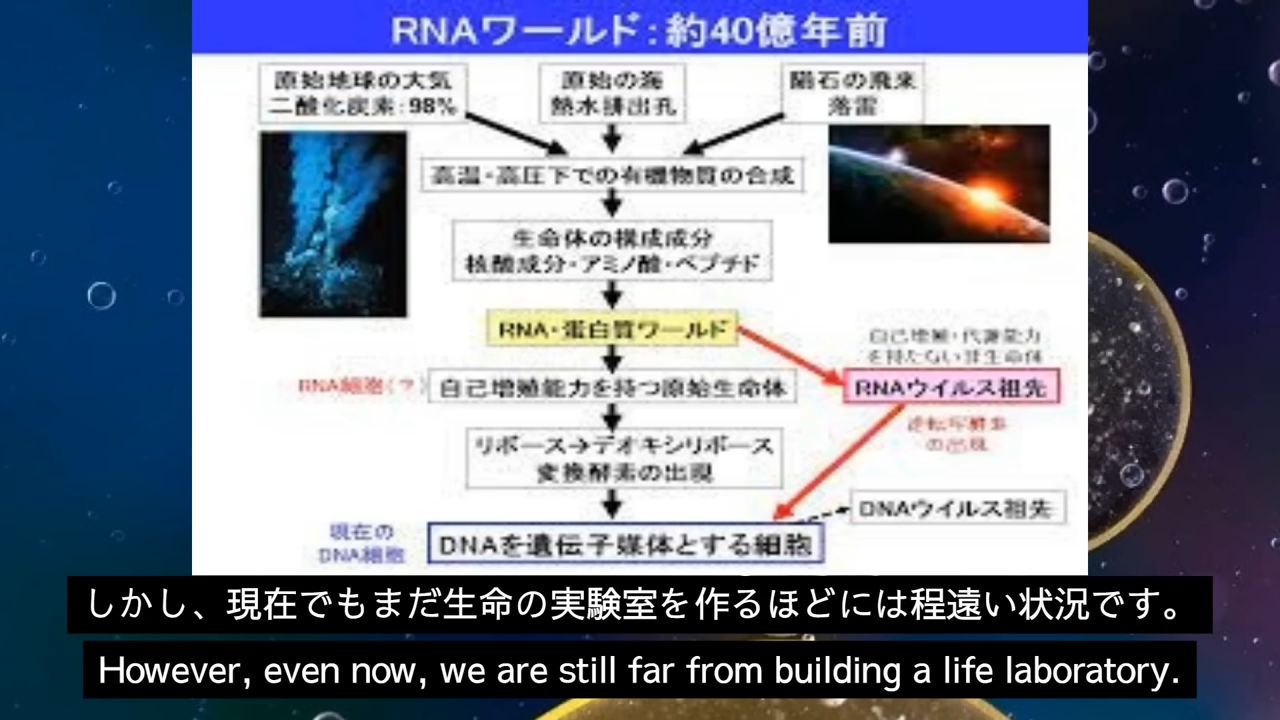 RNAワールド：約40億年前
原始地球の大気
二酸化炭素：98%
原始の海
熱水排出孔
隕石の飛来
落雷
高温・高圧下での有機物質の合成
生命体の構成成分
核酸成分・アミノ酸・ペプチド
RNA・蛋白質ワールド
自己増殖・代謝能力
を持たない非生命体
RNA細胞（？）
自己増殖能力を持つ原始生命体
RNAウイルス祖先
逆転写酵素
の出現
リボース→デオキシリボース
変換酵素の出現
DNAウイルス祖先
現在の
DNA細胞
DNAを遺伝子媒体とする細胞
しかし、現在でもまだ生命の実験室を作るほどには程遠い状況です。
However, even now, we are still far from building a life laboratory.